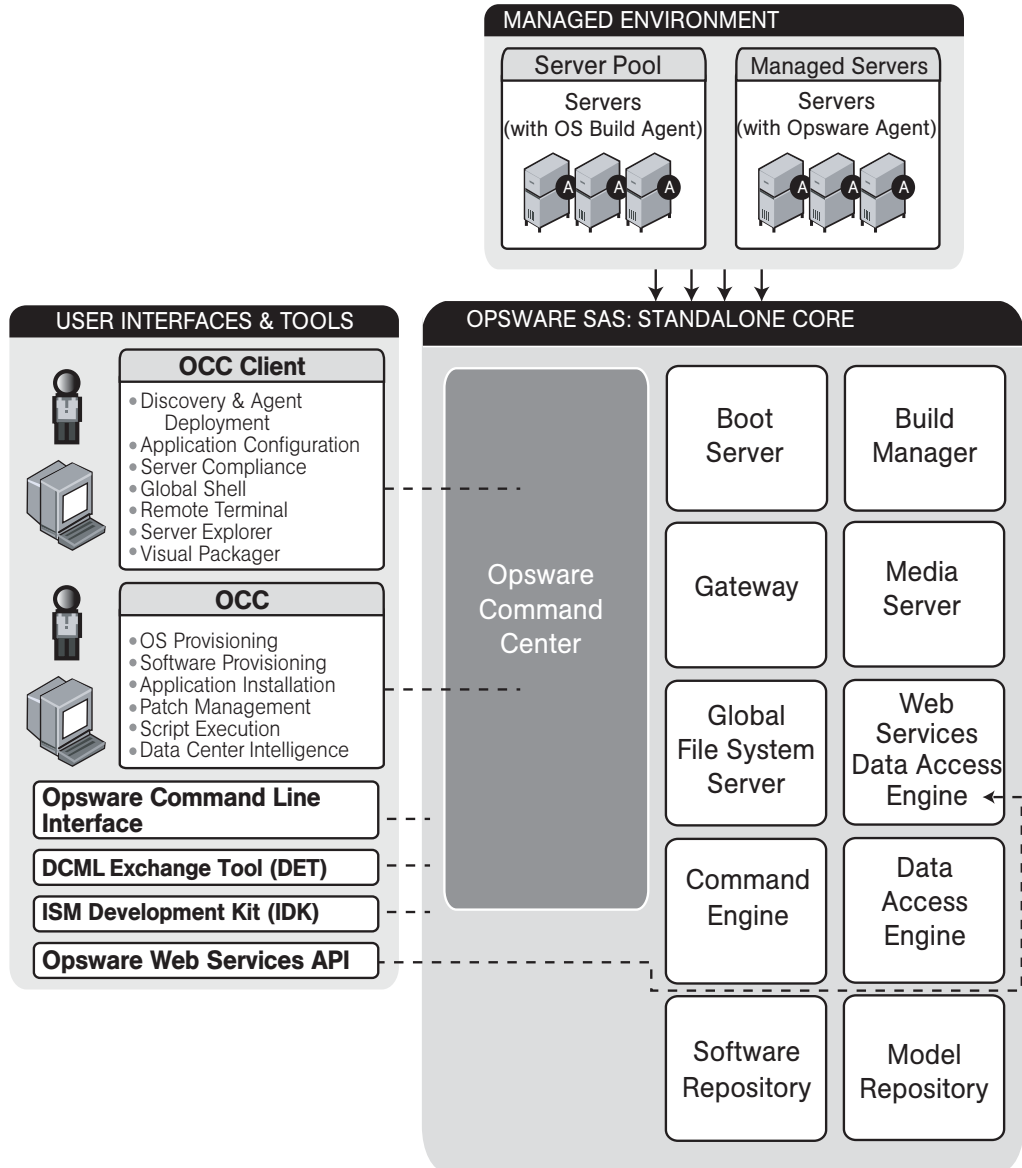 MANAGED ENVIRONMENT
Server Pool
Servers
(with OS Build Agent)
A A A
Managed Servers
Servers
(with Opsware Agent)
A A A
USER INTERFACES & TOOLS
OCC Client
• Discovery & Agent
Deployment
• Application Configuration
• Server Compliance
• Global Shell
• Remote Terminal
• Server Explorer
• Visual Packager
OCC
• OS Provisioning
• Software Provisioning
• Application Installation
• Patch Management
• Script Execution
• Data Center Intelligence
Opsware Command Line
Interface
DCML Exchange Tool (DET)
ISM Development Kit (IDK)
Opsware Web Services API
OPSWARE SAS: STANDALONE CORE
Opsware
Command
Center
Boot
Server
Build
Manager
Gateway
Media
Server
Global
File System
Server
Web
Services
Data Access
Engine
Command
Engine
Data
Access
Engine
Software
Repository
Model
Repository